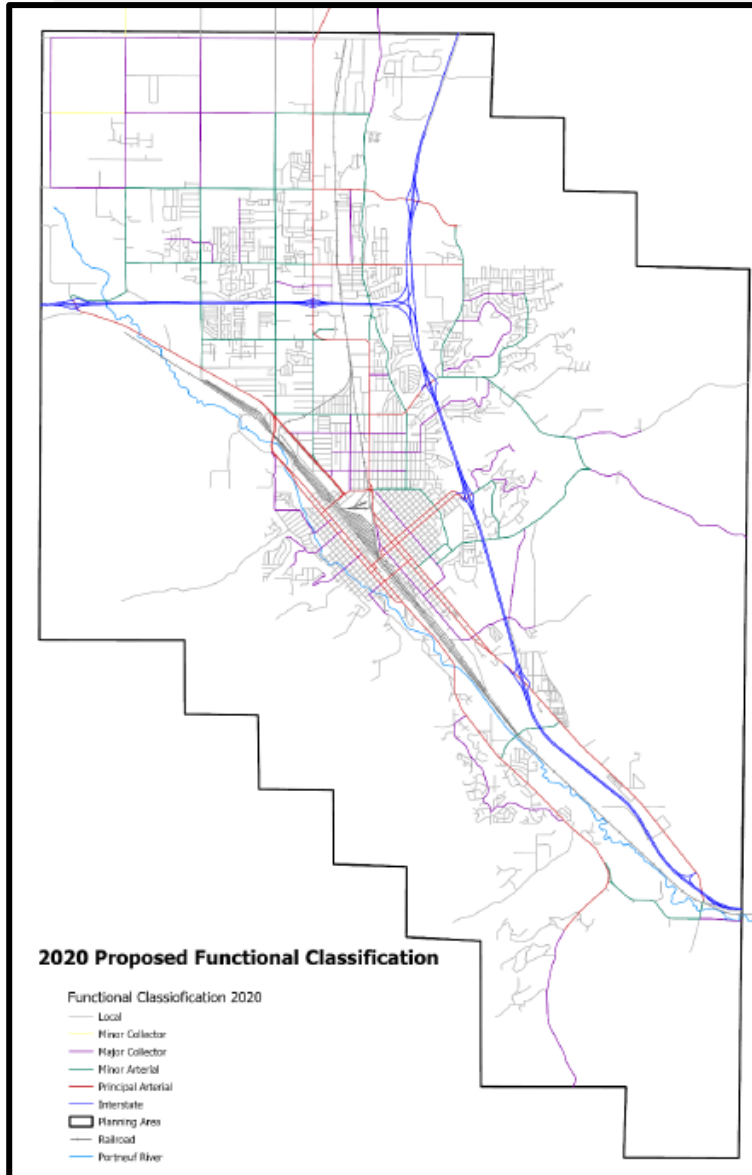 2020 Proposed Functional Classification
Functional Classiofication 2020
Local
Minor Collector
Major Collector
Minor Arterial
Principal Arterial
Interstate
Planning Area
Railroad
Portneuf River